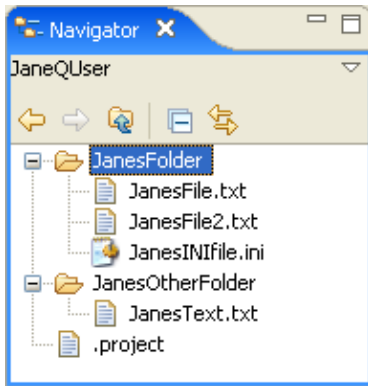 Navigator
JaneQUser
JanesFolder
JanesFile.txt
JanesFile2.txt
JanesINIfile.ini
JanesOtherFolder
JanesText.txt
.project